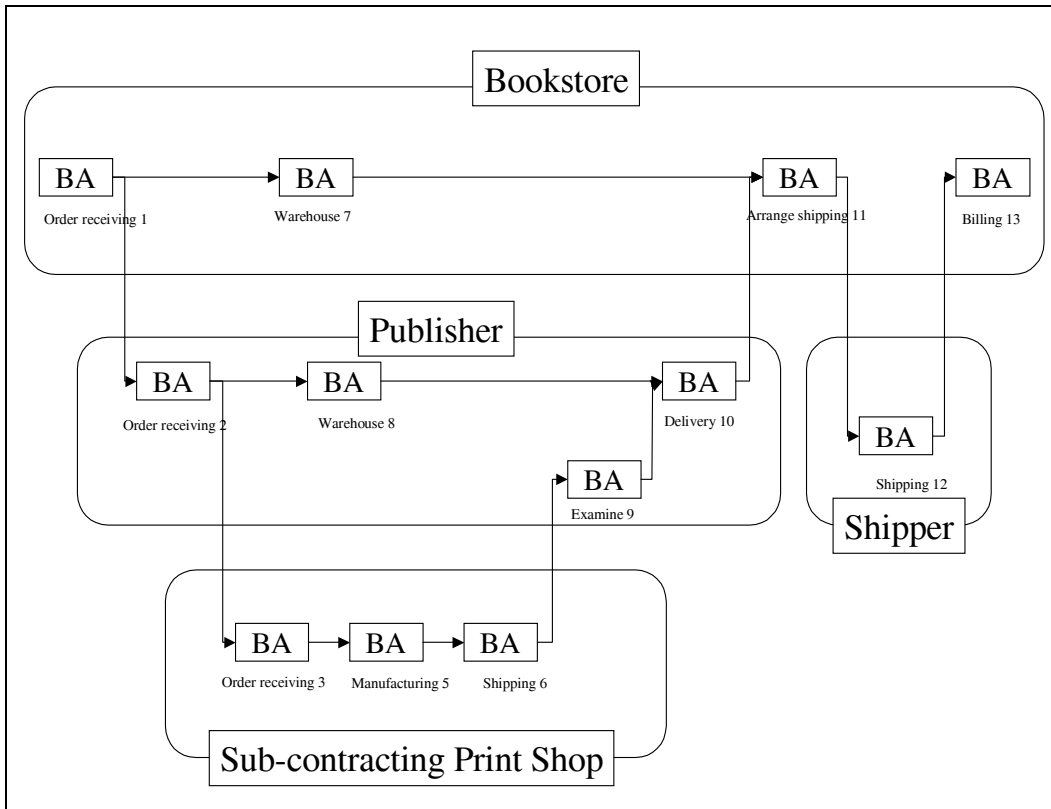 Bookstore
BA
BA
BA
BA
Order receiving 1
Warehouse 7
Arrange shipping 11
Billing 13
Publisher
BA
BA
BA
Order receiving 2
Warehouse 8
Delivery 10
BA
Examine 9
BA
Shipping 12
Shipper
BA
BA
BA
Order receiving 3
Manufacturing 5
Shipping 6
Sub-contracting Print Shop